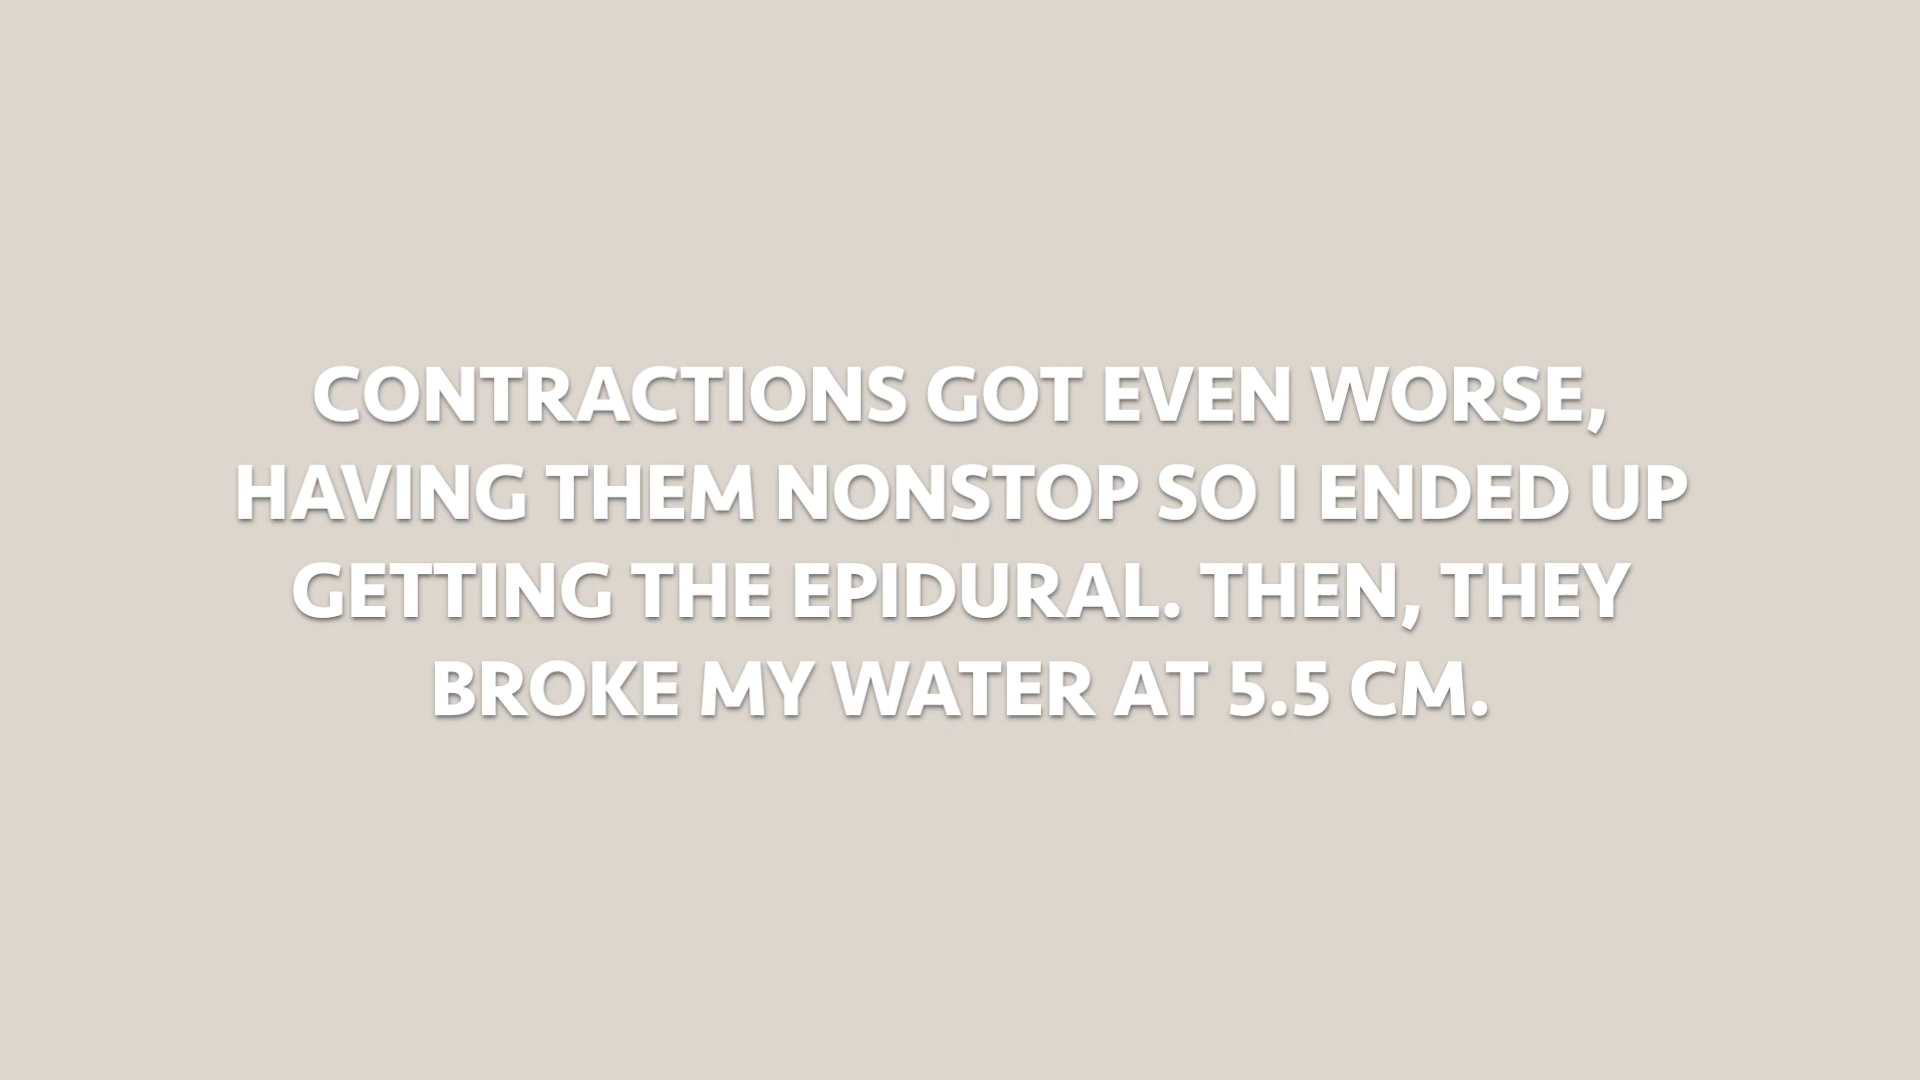 CONTRACTIONS GOT EVEN WORSE,
HAVING THEM NONSTOP SO I ENDED UP
GETTING THE EPIDURAL. THEN, THEY
BROKE MY WATER AT 5.5 CM.